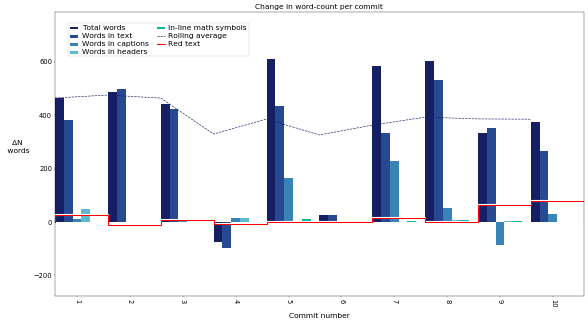 Change in word-count per commit
Total words
Words in text
Words in captions
Words in headers
In-line math symbols
Rolling average
Red text
ΔN
words
600
400
200
0
−200
1
2
3
4
5
6
7
8
9
10
Commit number